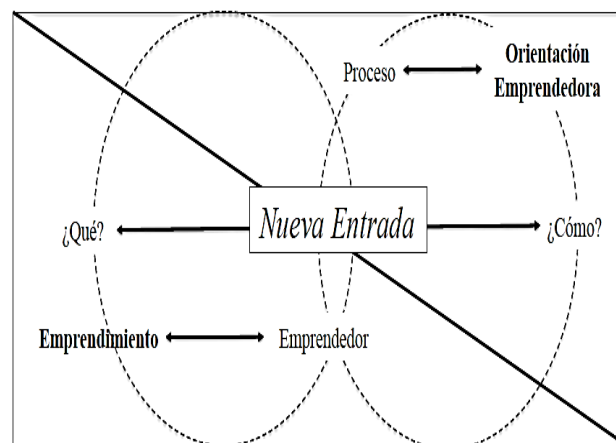 Orientación
Proceso
Emprendedora
Nueva Entrada
¿Qué?
¿Cómo?
Emprendimiento
Emprendedor